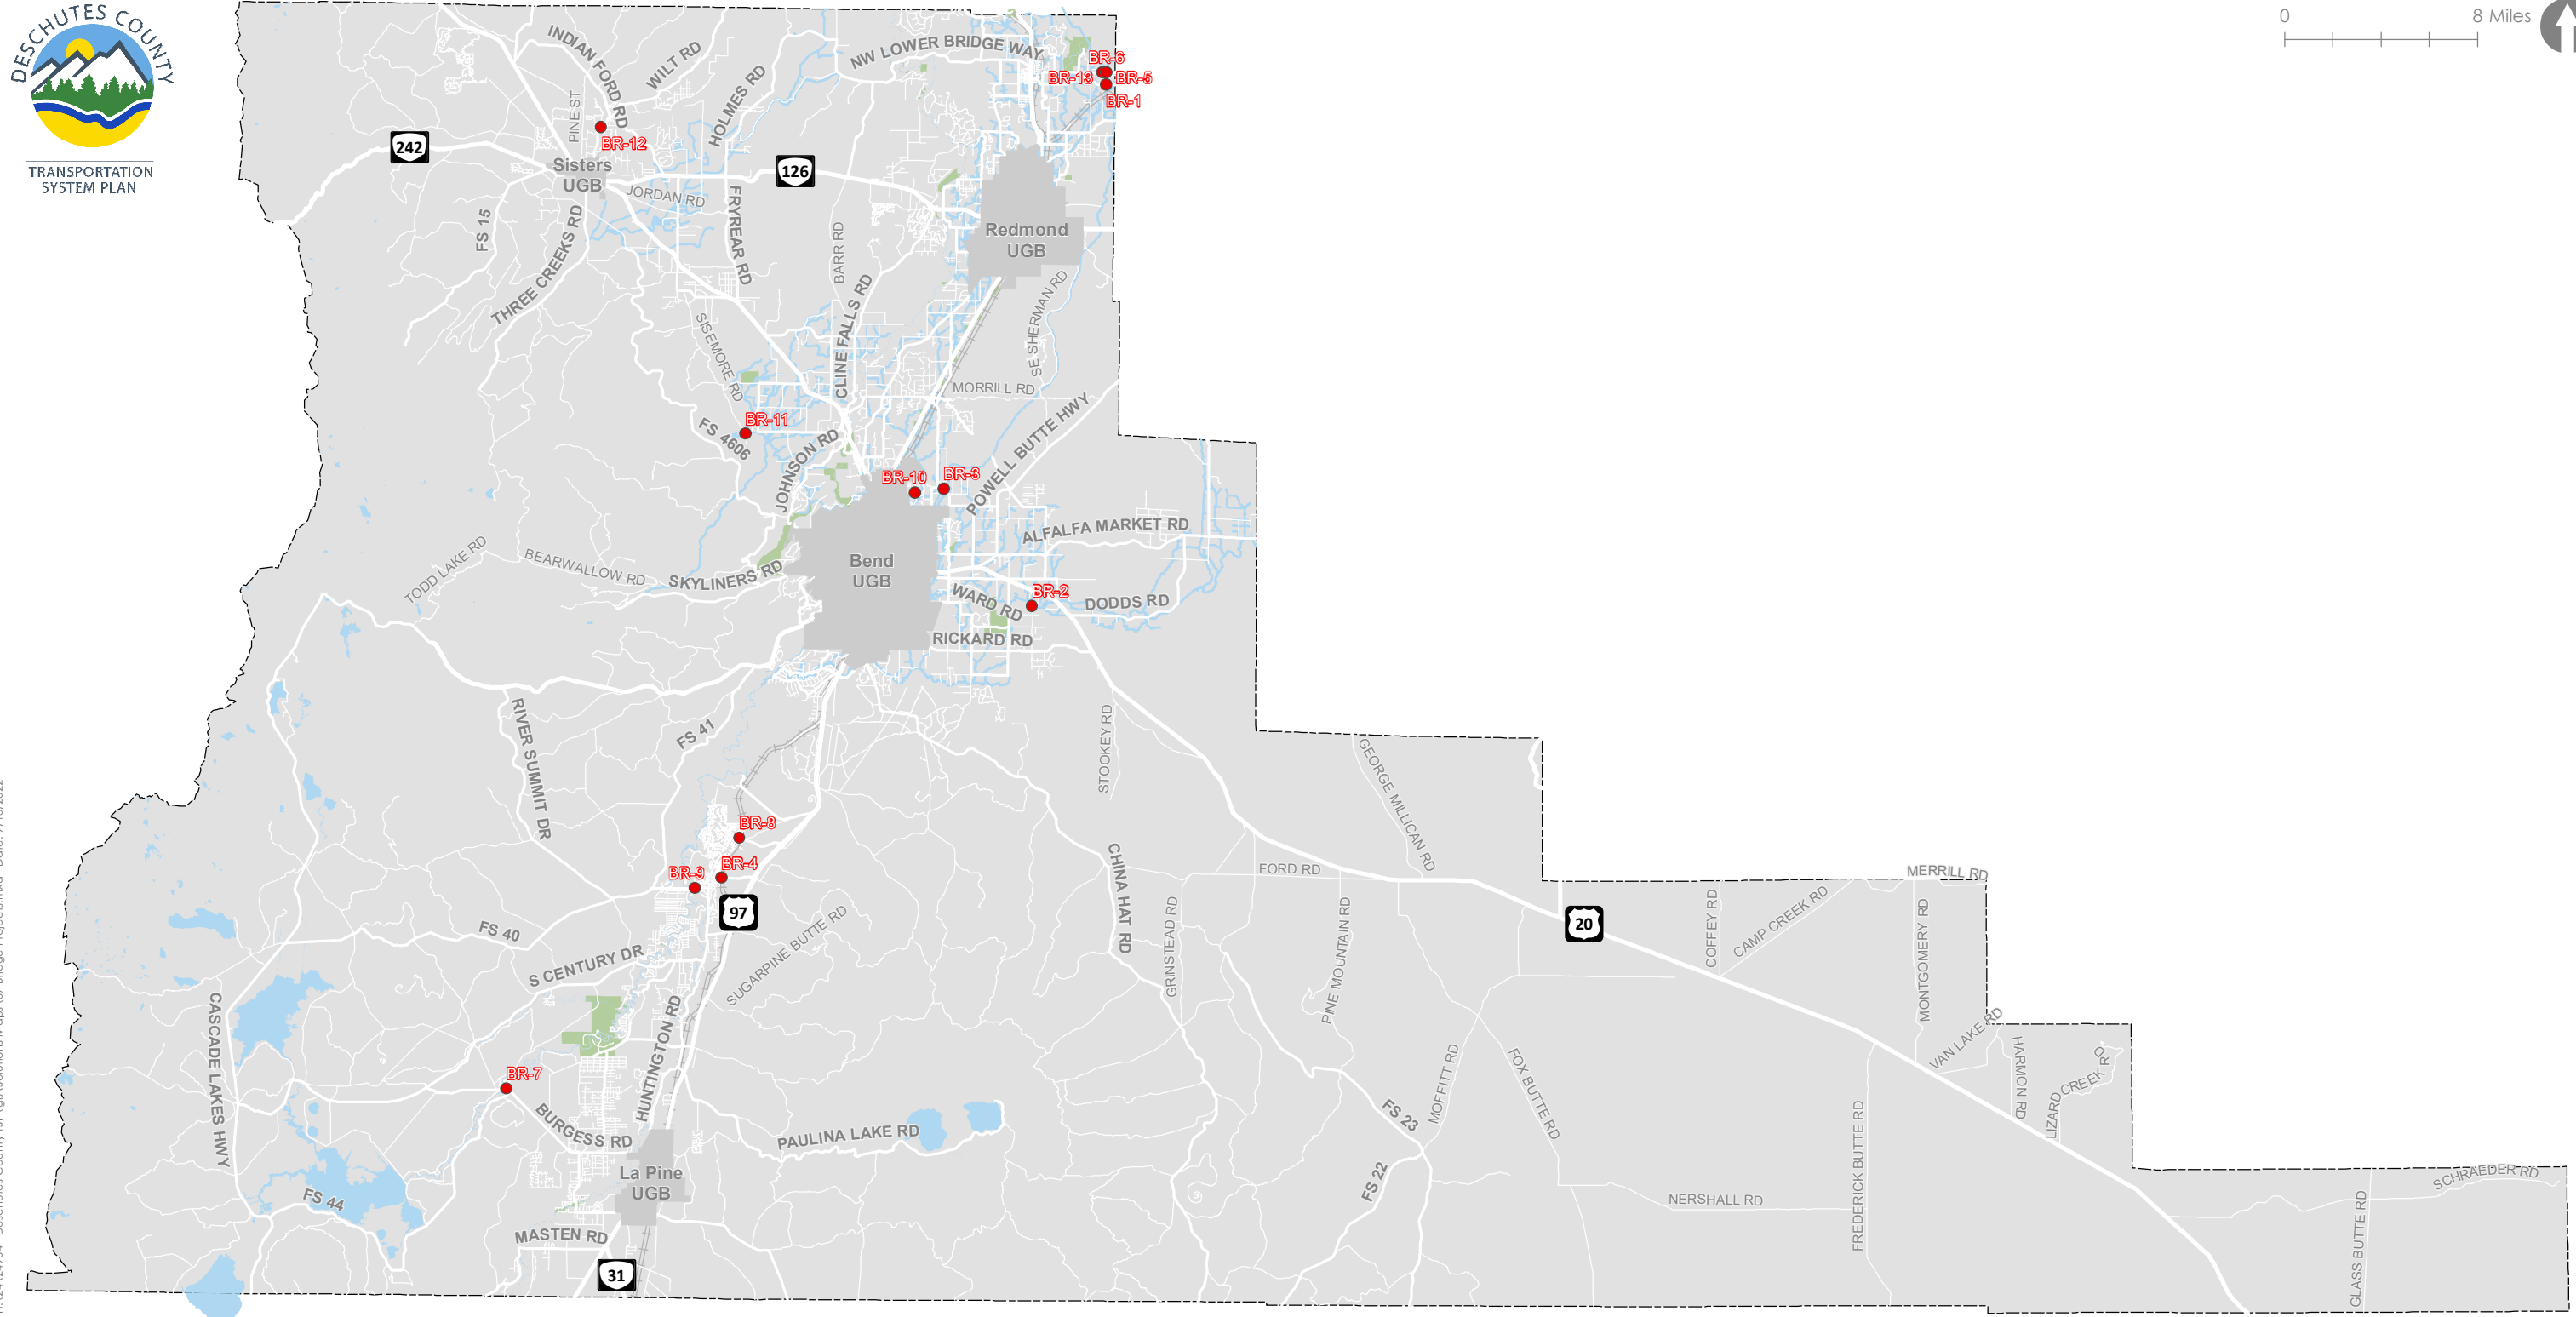 DESCHUTES COUNTY
TRANSPORTATION
SYSTEM PLAN
0
8 Miles
INDIAN FORD RD
WILT RD
HOLMES RD
NW LOWER BRIDGE WAY
BR-6
BR-13
BR-5
BR-1
PINE ST
BR-12
242
Sisters
UGB
126
JORDAN RD
FS 15
THREE CREEKS RD
FRYREAR RD
BARR RD
Redmond
UGB
SE SHERMAN RD
CLINE FALLS RD
SISEMORE RD
MORRILL RD
POWELL BUTTE HWY
BR-11
FS 4606
JOHNSON RD
BR-10
BR-3
ALFALFA MARKET RD
TODD LAKE RD
BEARWALLOW RD
SKYLINERS RD
Bend
UGB
BR-2
WARD RD
DODDS RD
RICKARD RD
RIVER SUMMIT DR
FS 41
STOOKEY RD
GEORGE MILLICAN RD
BR-8
BR-4
BR-9
97
CHINA HAT RD
FORD RD
MERRILL RD
20
COFFEY RD
CAMP CREEK RD
MONTGOMERY RD
FS 40
S CENTURY DR
SUGARPINE BUTTE RD
GRINSTEAD RD
PINE MOUNTAIN RD
CASCADE LAKES HWY
HUNTINGTON RD
VAN LAKE RD
HARMON RD
LIZARD CREEK RD
MOFFITT RD
FOX BUTTE RD
BR-7
BURGESS RD
PAULINA LAKE RD
FS 23
FREDERICK BUTTE RD
La Pine
UGB
FS 22
FS 44
NERSHALL RD
SCHRAEDER RD
GLASS BUTTE RD
MASTEN RD
31